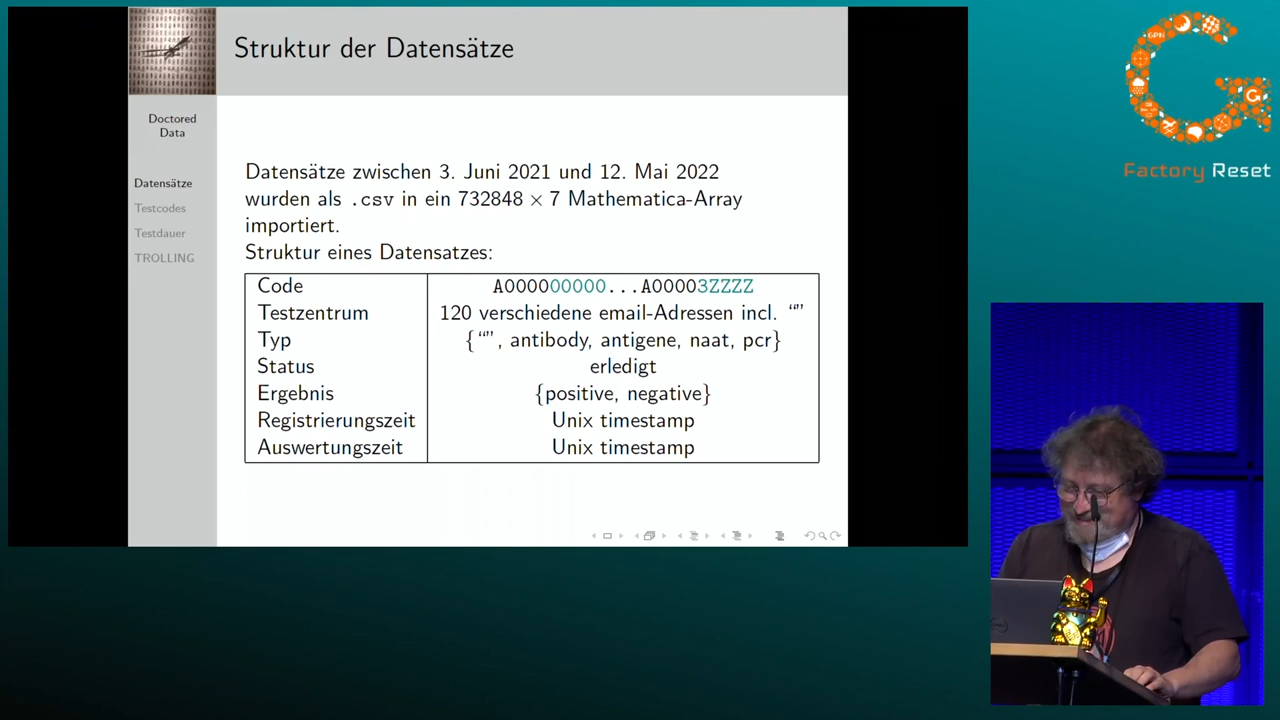 Struktur der Datensätze
Doctored
Data
Datensätze
Testcodes
Testdauer
TROLLING
Datensätze zwischen 3. Juni 2021 und 12. Mai 2022
wurden als .csv in ein 732848 × 7 Mathematica-Array
importiert.
Struktur eines Datensatzes:
Code A000000000...A00003ZZZZ
Testzentrum 120 verschiedene email-Adressen incl. “”
Typ {“”, antibody, antigene, naat, pcr}
Status erledigt
Ergebnis {positive, negative}
Registrierungszeit Unix timestamp
Auswertungszeit Unix timestamp
GPN
G
Factory Reset